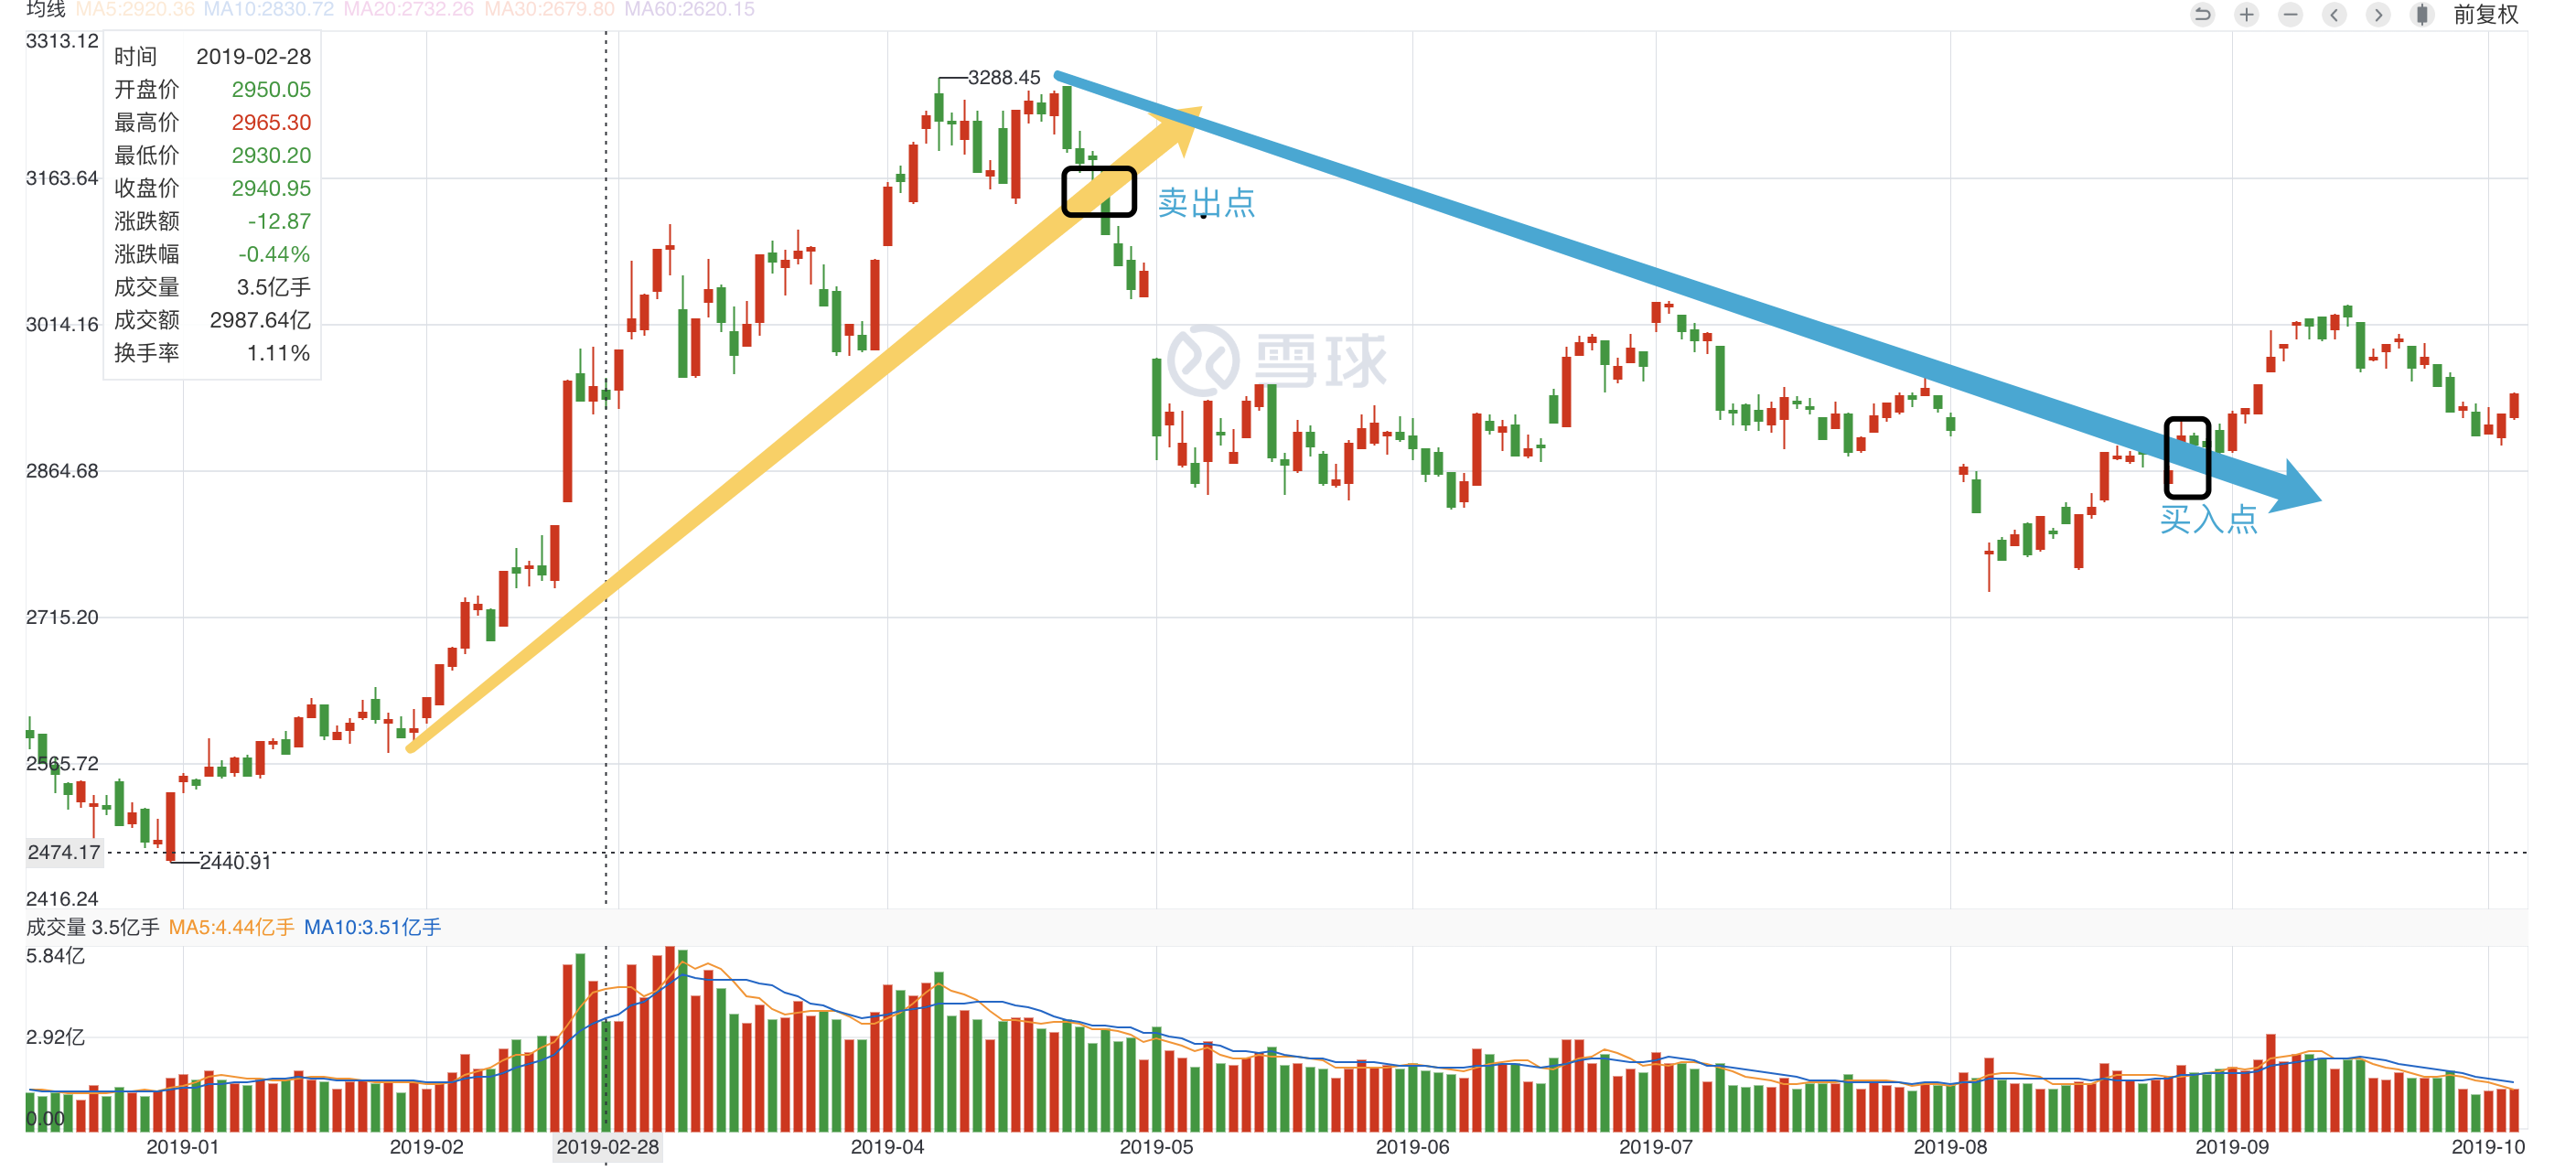 均线 MA5:2920.36 MA10:2830.72 MA20:2732.26 MA30:2679.80 MA60:2620.15
前复权
3313.12
时间 2019-02-28
开盘价 2950.05
最高价 2965.30
最低价 2930.20
收盘价 2940.95
涨跌额 -12.87
涨跌幅 -0.44%
成交量 3.5亿手
成交额 2987.64亿
换手率 1.11%
3288.45
3163.64
卖出点
3014.16
雪球
2864.68
买入点
2715.20
2565.72
2474.17
2440.91
2416.24
成交量 3.5亿手 MA5:4.44亿手 MA10:3.51亿手
5.84亿
2.92亿
0.00
2019-01 2019-02 2019-02-28 2019-04 2019-05 2019-06 2019-07 2019-08 2019-09 2019-10